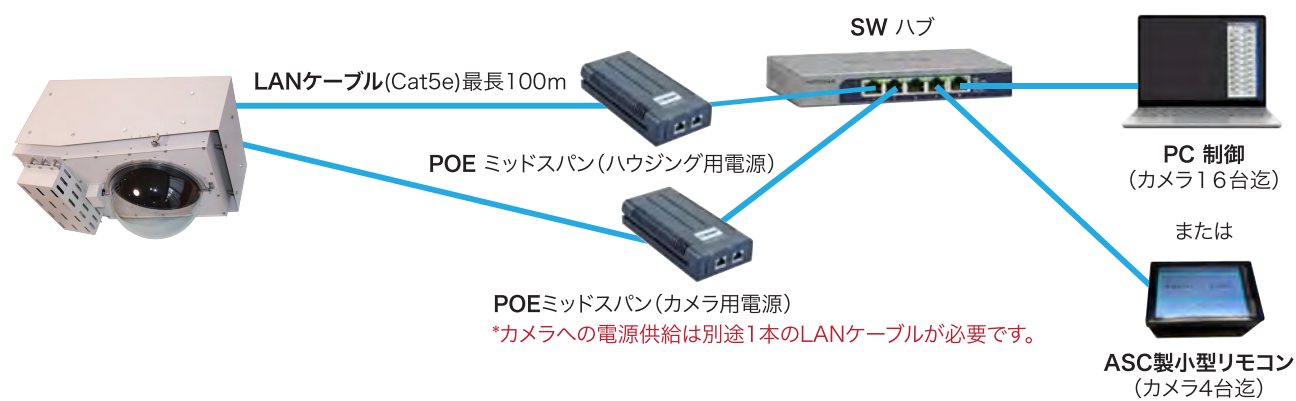 SW ハブ
LANケーブル(Cat5e)最長100m
POE ミッドスパン（ハウジング用電源）
PC 制御
（カメラ１６台迄）
または
POEミッドスパン（カメラ用電源）
*カメラへの電源供給は別途1本のLANケーブルが必要です。
ASC製小型リモコン
（カメラ4台迄）